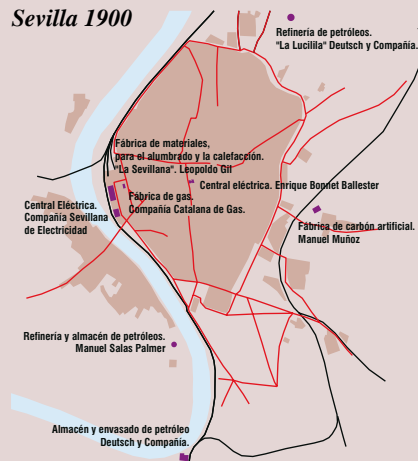 Sevilla 1900
Refinería de petróleos.
"La Lucilila" Deutsch y Compañía.
Fábrica de materiales,
para el alumbrado y la calefacción.
"La Sevillana". Leopoldo Gil
Central eléctrica. Enrique Bonnet Ballester
Fábrica de gas.
Compañía Catalana de Gas.
Central Eléctrica.
Compañía Sevillana
de Electricidad
Fábrica de carbón artificial.
Manuel Muñoz
Refinería y almacén de petróleos.
Manuel Salas Palmer
Almacén y envasado de petróleo
Deutsch y Compañía.